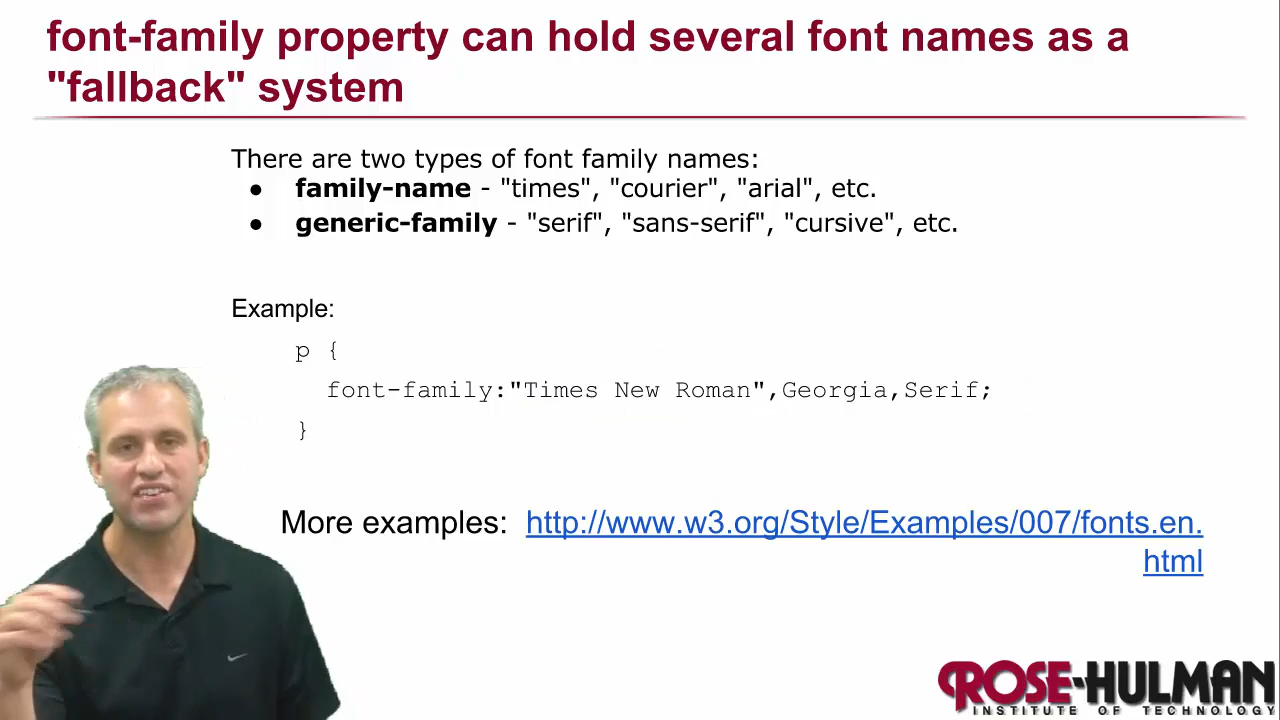 font-family property can hold several font names as a
"fallback" system
There are two types of font family names:
● family-name - "times", "courier", "arial", etc.
● generic-family - "serif", "sans-serif", "cursive", etc.
Example:
p {
font-family:"Times New Roman",Georgia,Serif;
}
More examples: http://www.w3.org/Style/Examples/007/fonts.en.
html
ROSE-HULMAN
INSTITUTE OF TECHNOLOGY